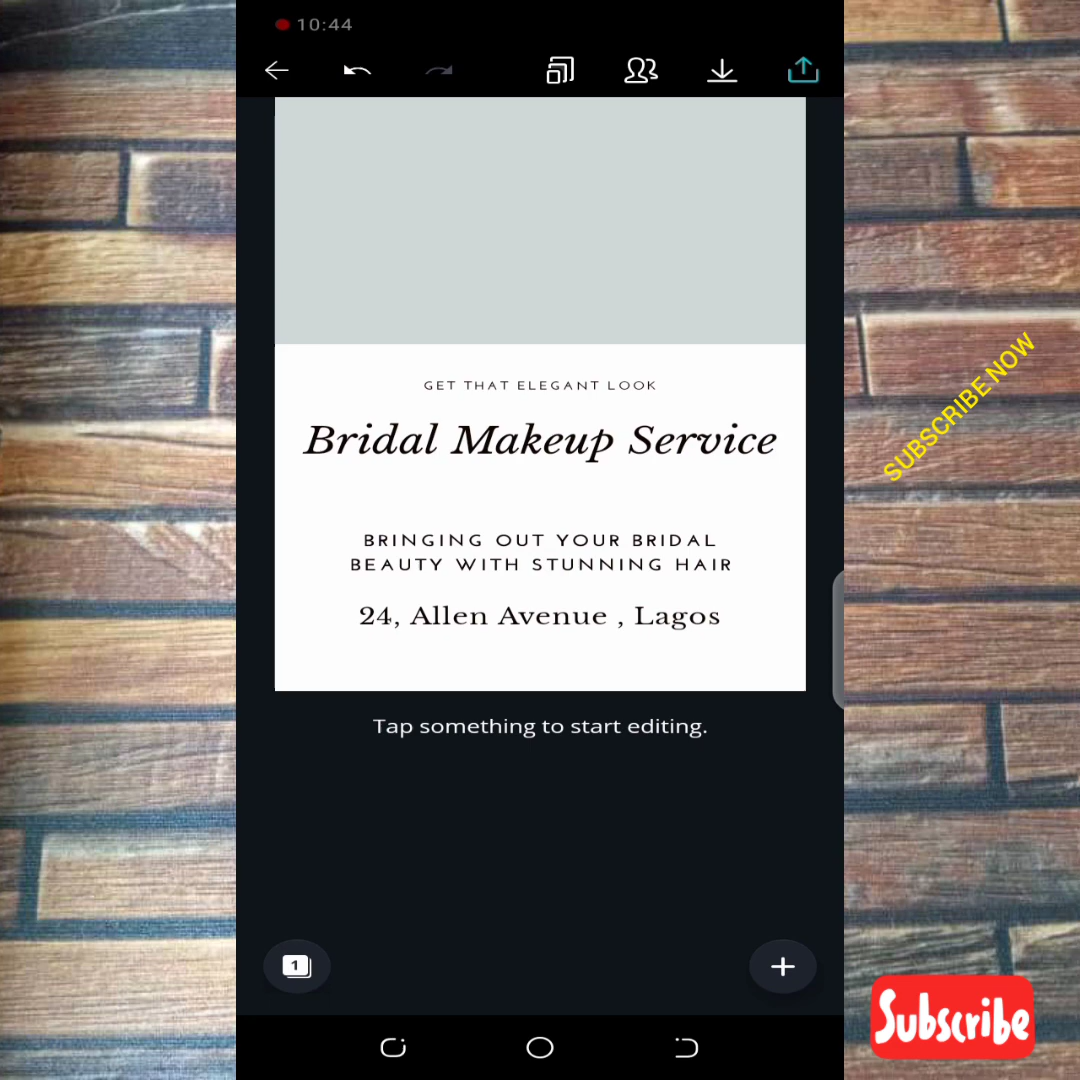 10:44
GET THAT ELEGANT LOOK
Bridal Makeup Service
BRINGING OUT YOUR BRIDAL
BEAUTY WITH STUNNING HAIR
24, Allen Avenue , Lagos
Tap something to start editing.
1
SUBSCRIBE NOW
Subscribe